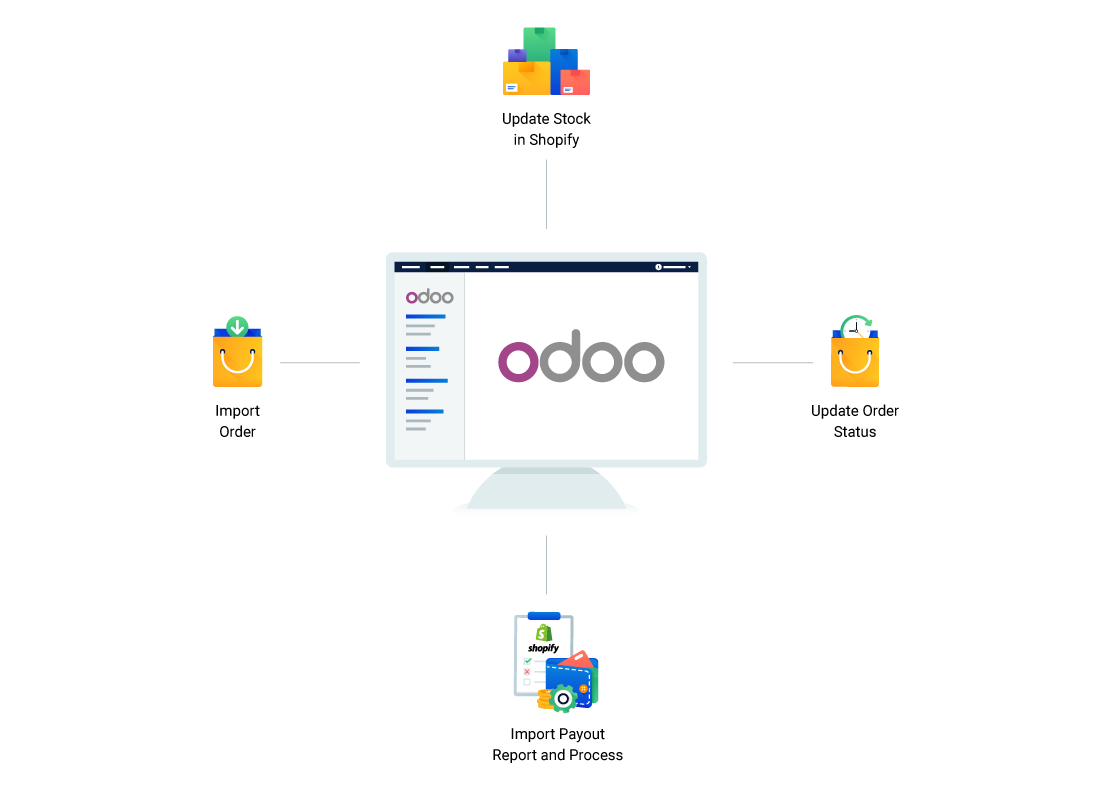 Update Stock
in Shopify
odoo
odoo
Import
Order
Update Order
Status
shopify
Import Payout
Report and Process